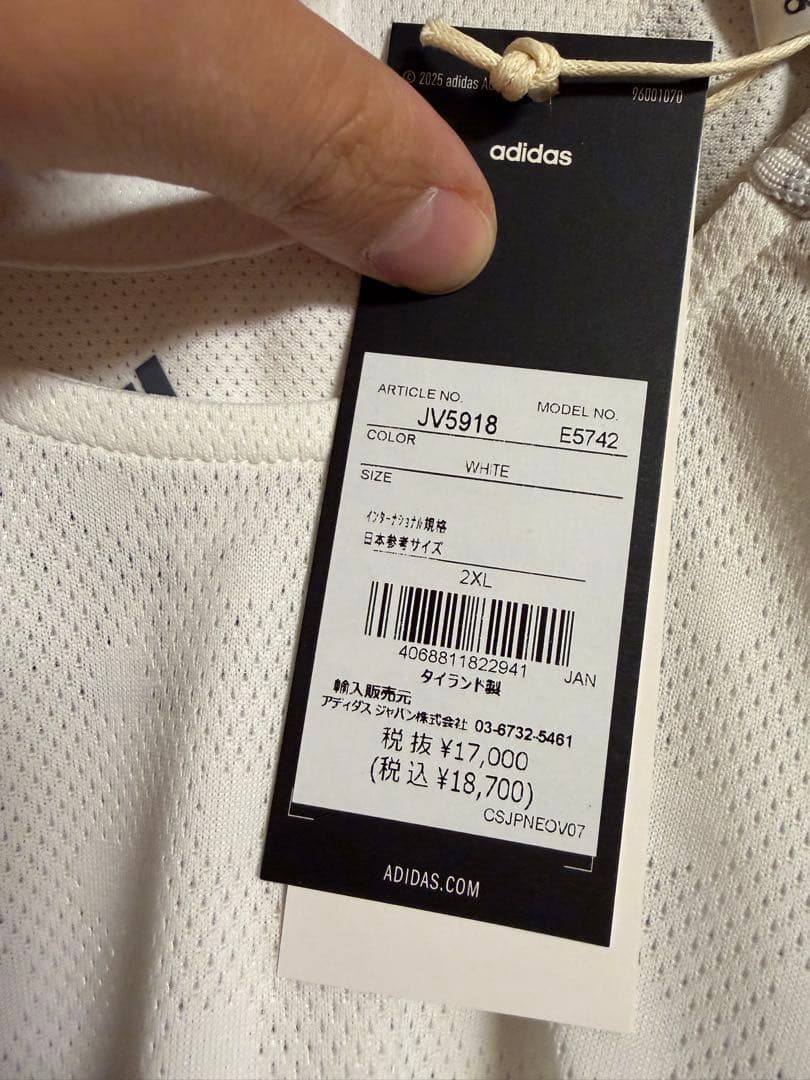 © 2025 adidas A
96001070
adidas
ARTICLE NO.
MODEL NO.
JV5918
E5742
COLOR
WHITE
SIZE
インターナショナル規格
日本参考サイズ
2XL
4068811822941
JAN
タイランド製
輸入販売元
アディダス ジャパン株式会社 03-6732-5461
税抜 ¥17,000
(税込 ¥18,700)
CSJPNEOV07
ADIDAS.COM